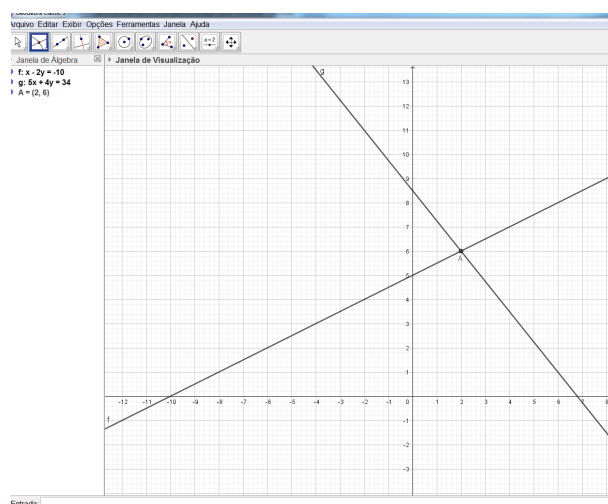 Arquivo Editar Exibir Opções Ferramentas Janela Ajuda
a=2
Janela de Álgebra
Janela de Visualização
f: x - 2y = -10
g: 5x + 4y = 34
A = (2, 6)
g
13
12
11
10
9
8
7
6
A
5
4
3
2
1
-12 -11 -10 -9 -8 -7 -6 -5 -4 -3 -2 -1 0 1 2 3 4 5 6 7 8
f
-1
-2
-3
Entrada: